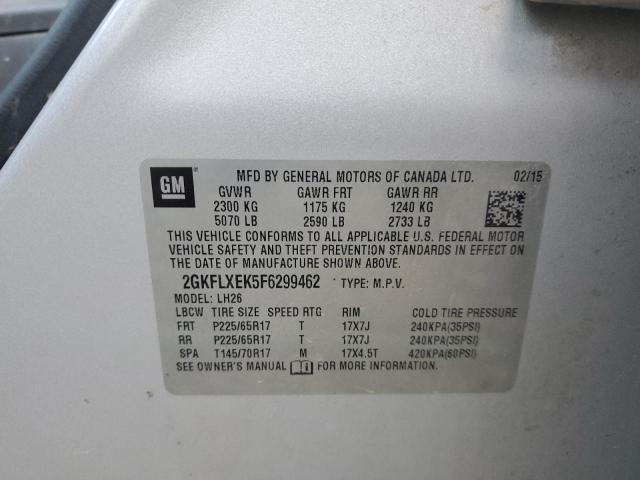 GM
MFD BY GENERAL MOTORS OF CANADA LTD. 02/15
GVWR GAWR FRT GAWR RR
2300 KG 1175 KG 1240 KG
5070 LB 2590 LB 2733 LB
THIS VEHICLE CONFORMS TO ALL APPLICABLE U.S. FEDERAL MOTOR
VEHICLE SAFETY AND THEFT PREVENTION STANDARDS IN EFFECT ON
THE DATE OF MANUFACTURE SHOWN ABOVE.
2GKFLXEK5F6299462 TYPE: M.P.V.
MODEL: LH26
LBCW TIRE SIZE SPEED RTG RIM COLD TIRE PRESSURE
FRT P225/65R17 T 17X7J 240KPA(35PSI)
RR P225/65R17 T 17X7J 240KPA(35PSI)
SPA T145/70R17 M 17X4.5T 420KPA(60PSI)
SEE OWNER'S MANUAL FOR MORE INFORMATION.